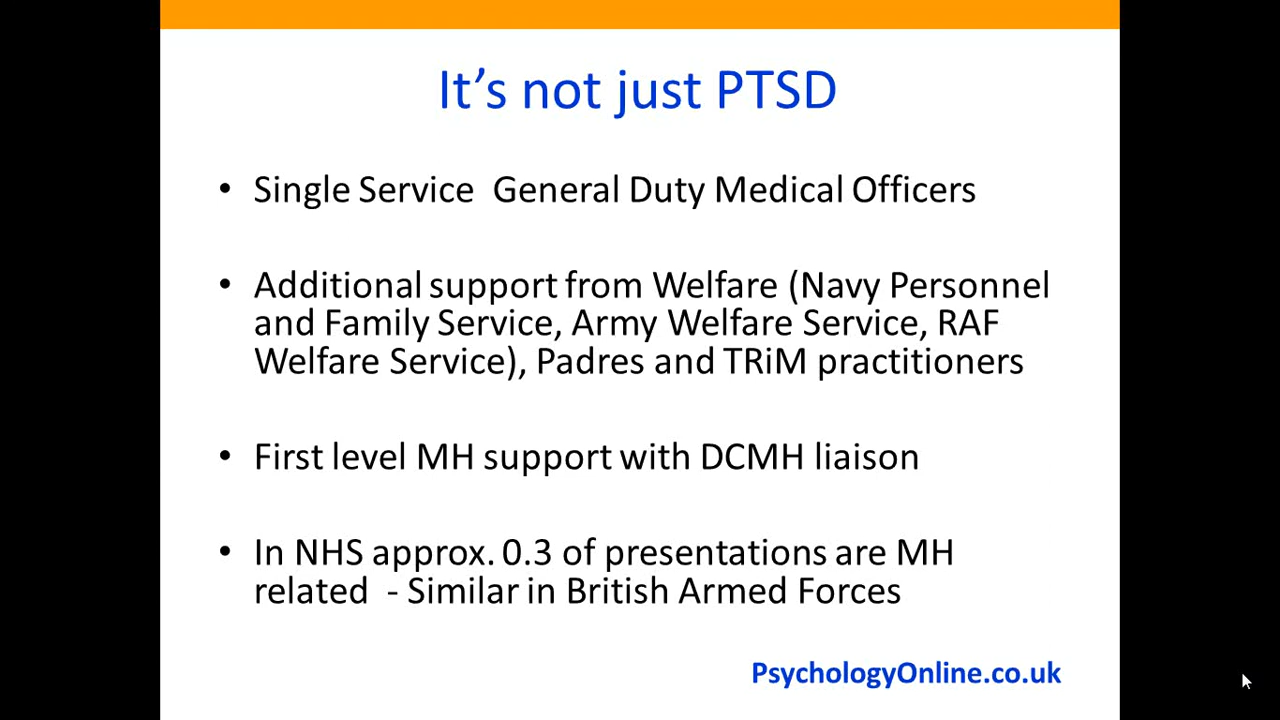 It’s not just PTSD
• Single Service  General Duty Medical Officers
• Additional support from Welfare (Navy Personnel
and Family Service, Army Welfare Service, RAF
Welfare Service), Padres and TRiM practitioners
• First level MH support with DCMH liaison
• In NHS approx. 0.3 of presentations are MH
related  - Similar in British Armed Forces
PsychologyOnline.co.uk